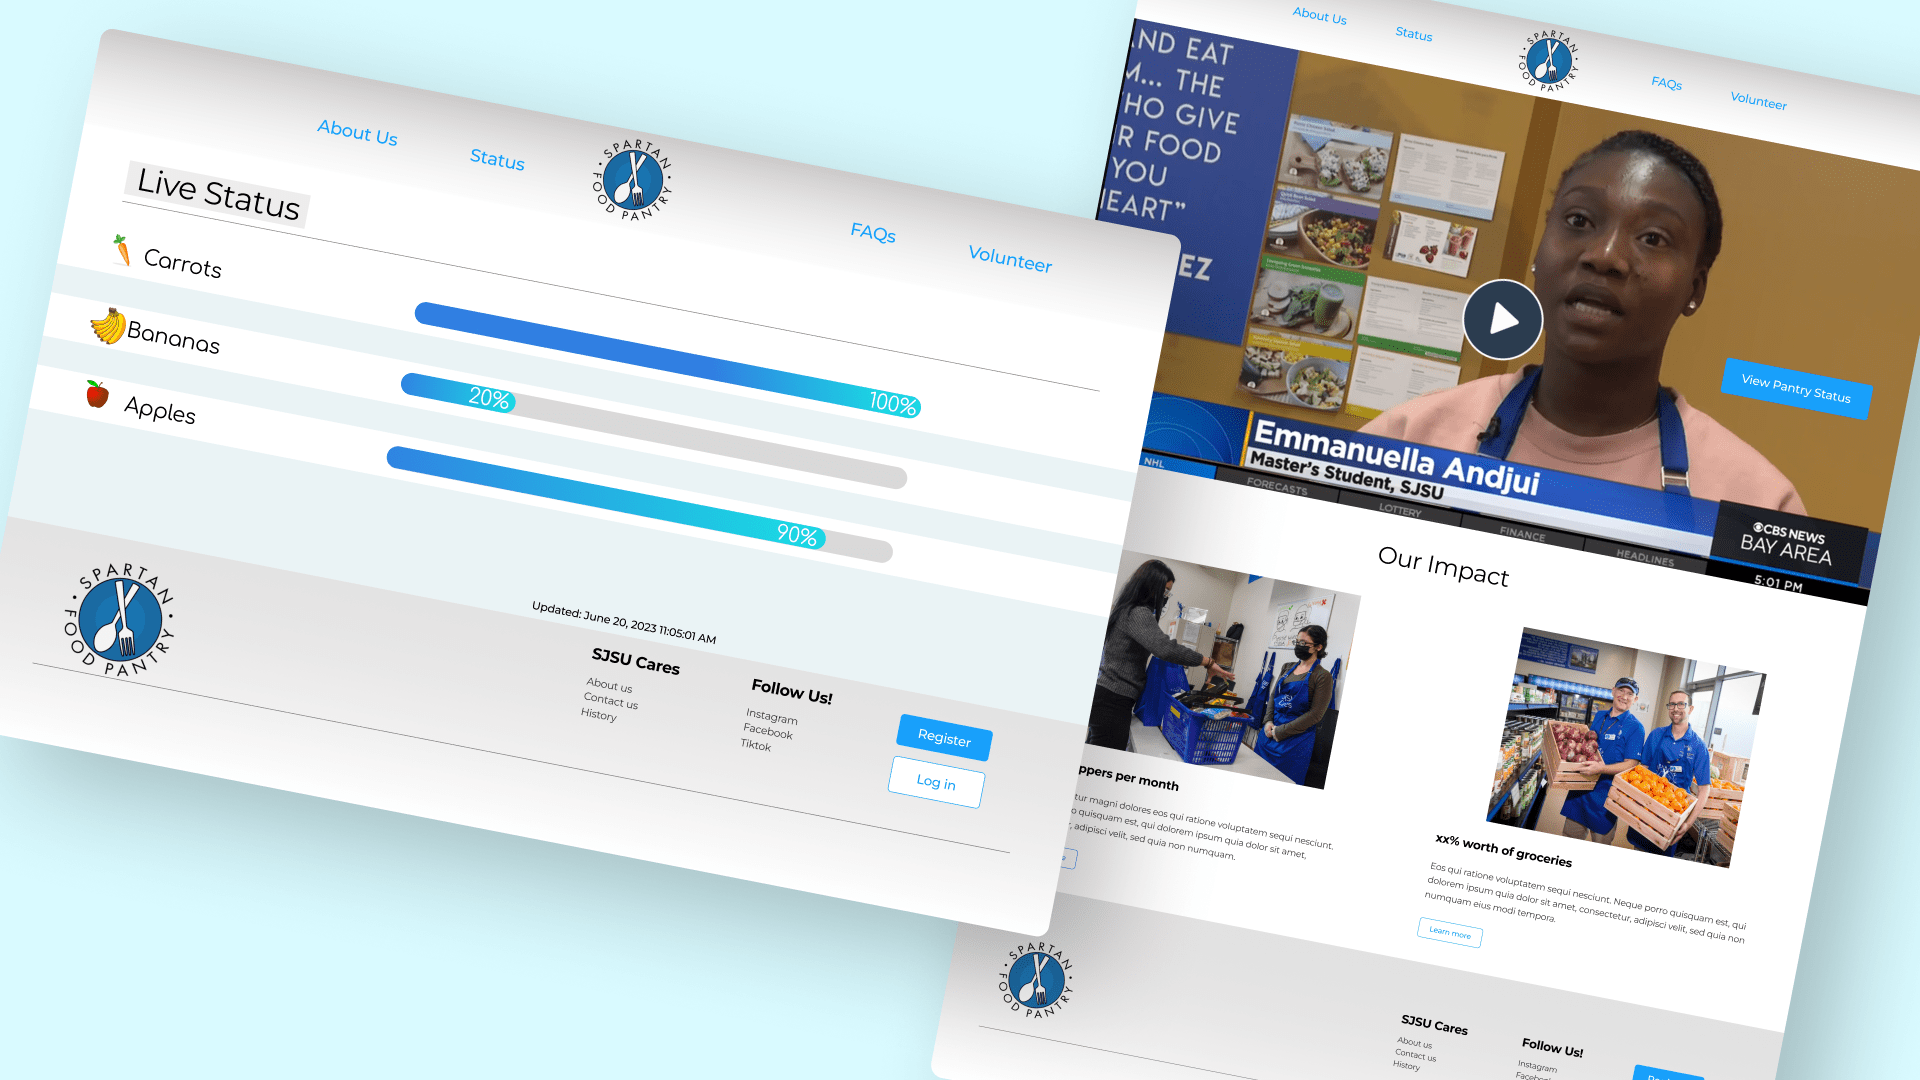 About Us
Status
SPARTAN
FOOD PANTRY
FAQs
Volunteer
Live Status
Carrots
100%
Bananas
20%
Apples
90%
Updated: June 20, 2023 11:05:01 AM
SPARTAN
FOOD PANTRY
SJSU Cares
About us
Contact us
History
Follow Us!
Instagram
Facebook
Tiktok
Register
Log in
About Us
Status
SPARTAN
FOOD PANTRY
FAQs
Volunteer
AND EAT
M... THE
HO GIVE
R FOOD
YOU
HEART"
EZ
View Pantry Status
Emmanuella Andjui
Master's Student, SJSU
NHL
FORECASTS
LOTTERY
FINANCE
HEADLINES
CBS NEWS
BAY AREA
5:01 PM
Our Impact
ppers per month
tur magni dolores eos qui ratione voluptatem sequi nesciunt.
o quisquam est, qui dolorem ipsum quia dolor sit amet,
, adipisci velit, sed quia non numquam.
xx% worth of groceries
Eos qui ratione voluptatem sequi nesciunt. Neque porro quisquam est, qui
dolorem ipsum quia dolor sit amet, consectetur, adipisci velit, sed quia non
numquam eius modi tempora.
Learn more
SPARTAN
FOOD PANTRY
SJSU Cares
About us
Contact us
History
Follow Us!
Instagram
Facebook